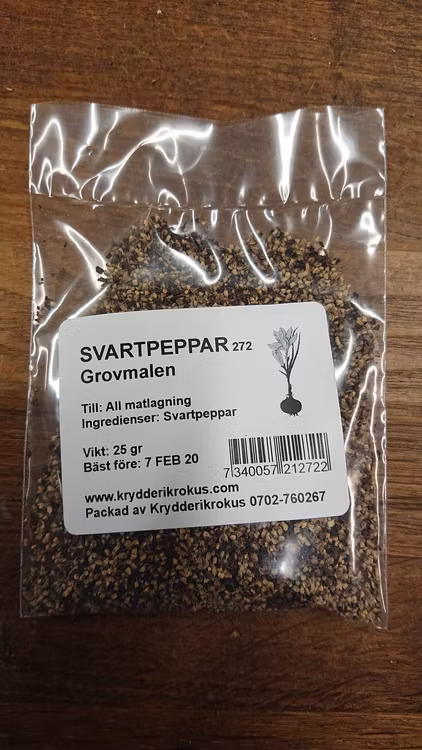 SVARTPEPPAR 272
Grovmalen
Till: All matlagning
Ingredienser: Svartpeppar
Vikt: 25 gr
Bäst före: 7 FEB 20
7 340057 212722
www.krydderikrokus.com
Packad av Krydderikrokus 0702-760267